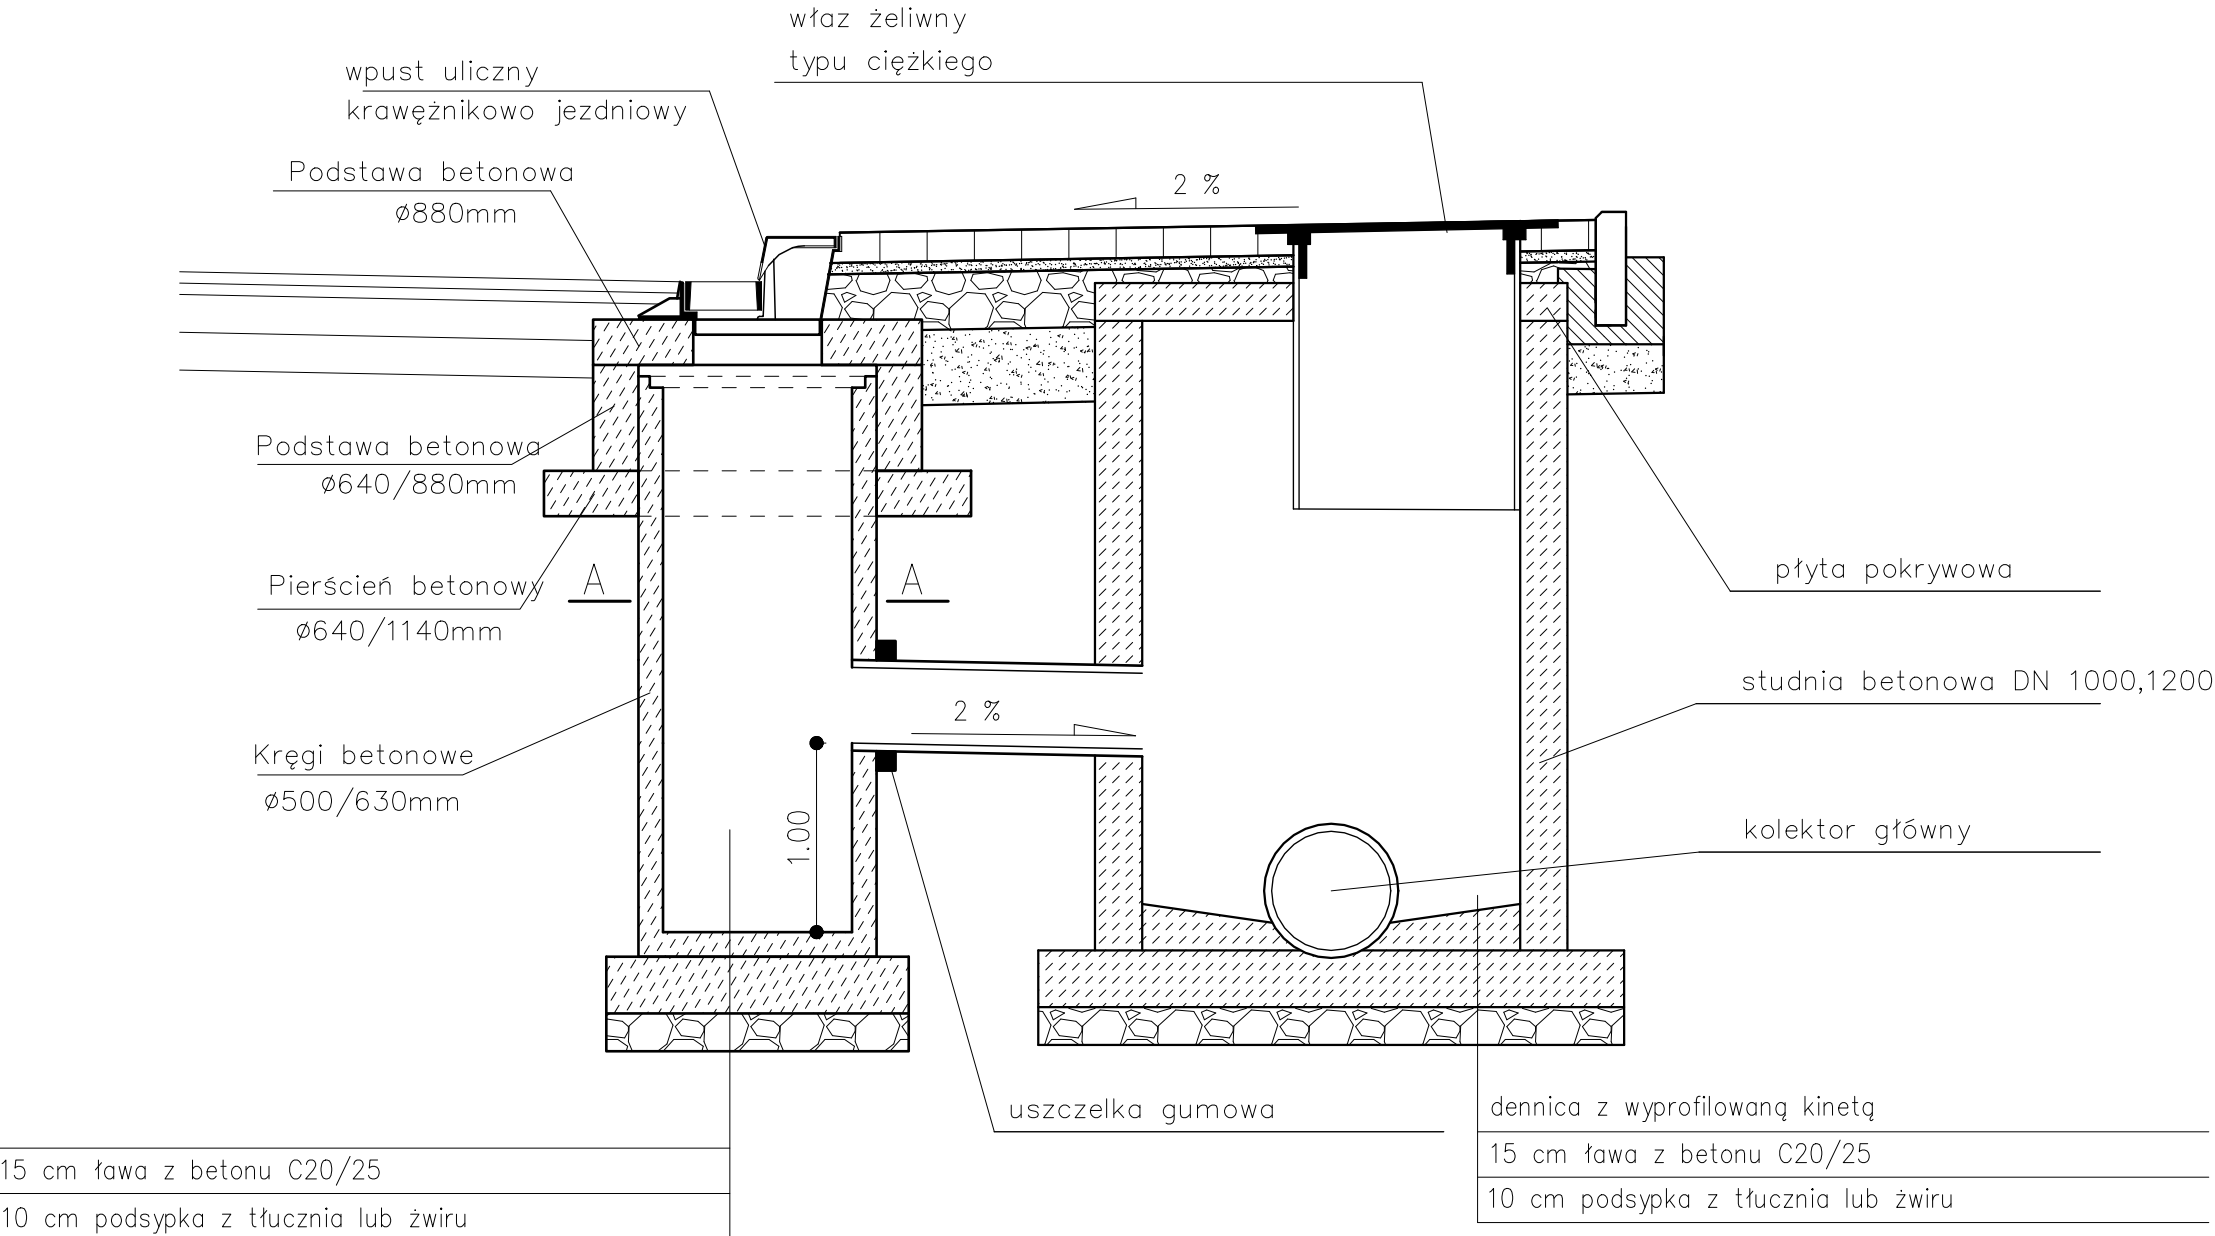 właz żeliwny
typu ciężkiego
wpust uliczny
krawężnikowo jezdniowy
Podstawa betonowa
ø880mm
2 %
Podstawa betonowa
ø640/880mm
Pierścień betonowy
ø640/1140mm
A A
płyta pokrywowa
studnia betonowa DN 1000,1200
2 %
Kręgi betonowe
ø500/630mm
1.00
kolektor główny
uszczelka gumowa
dennica z wyprofilowaną kinetą
15 cm ława z betonu C20/25
10 cm podsypka z tłucznia lub żwiru
15 cm ława z betonu C20/25
10 cm podsypka z tłucznia lub żwiru